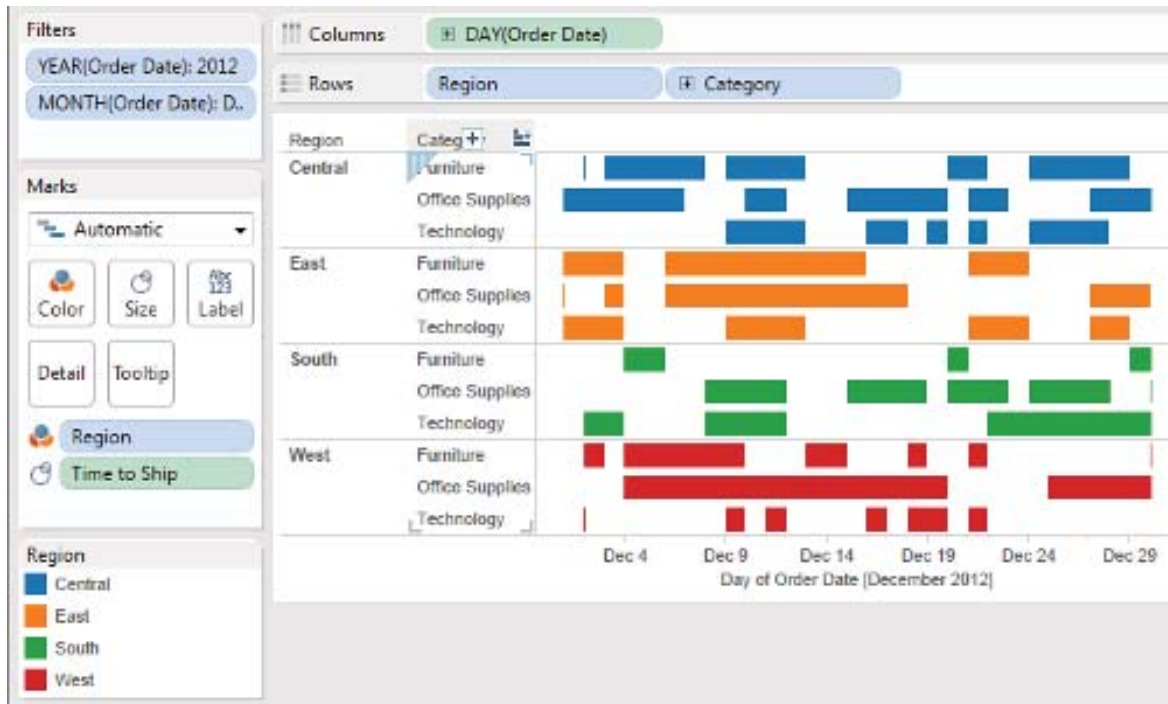 Filters
YEAR(Order Date): 2012
MONTH(Order Date): D..
Marks
Automatic
Color
Size
Abc
123
Label
Detail
Tooltip
Region
Time to Ship
Region
Central
East
South
West
Columns
DAY(Order Date)
Rows
Region
Category
Region
Categ
Central
Furniture
Office Supplies
Technology
East
Furniture
Office Supplies
Technology
South
Furniture
Office Supplies
Technology
West
Furniture
Office Supplies
Technology
Dec 4 Dec 9 Dec 14 Dec 19 Dec 24 Dec 29
Day of Order Date [December 2012]